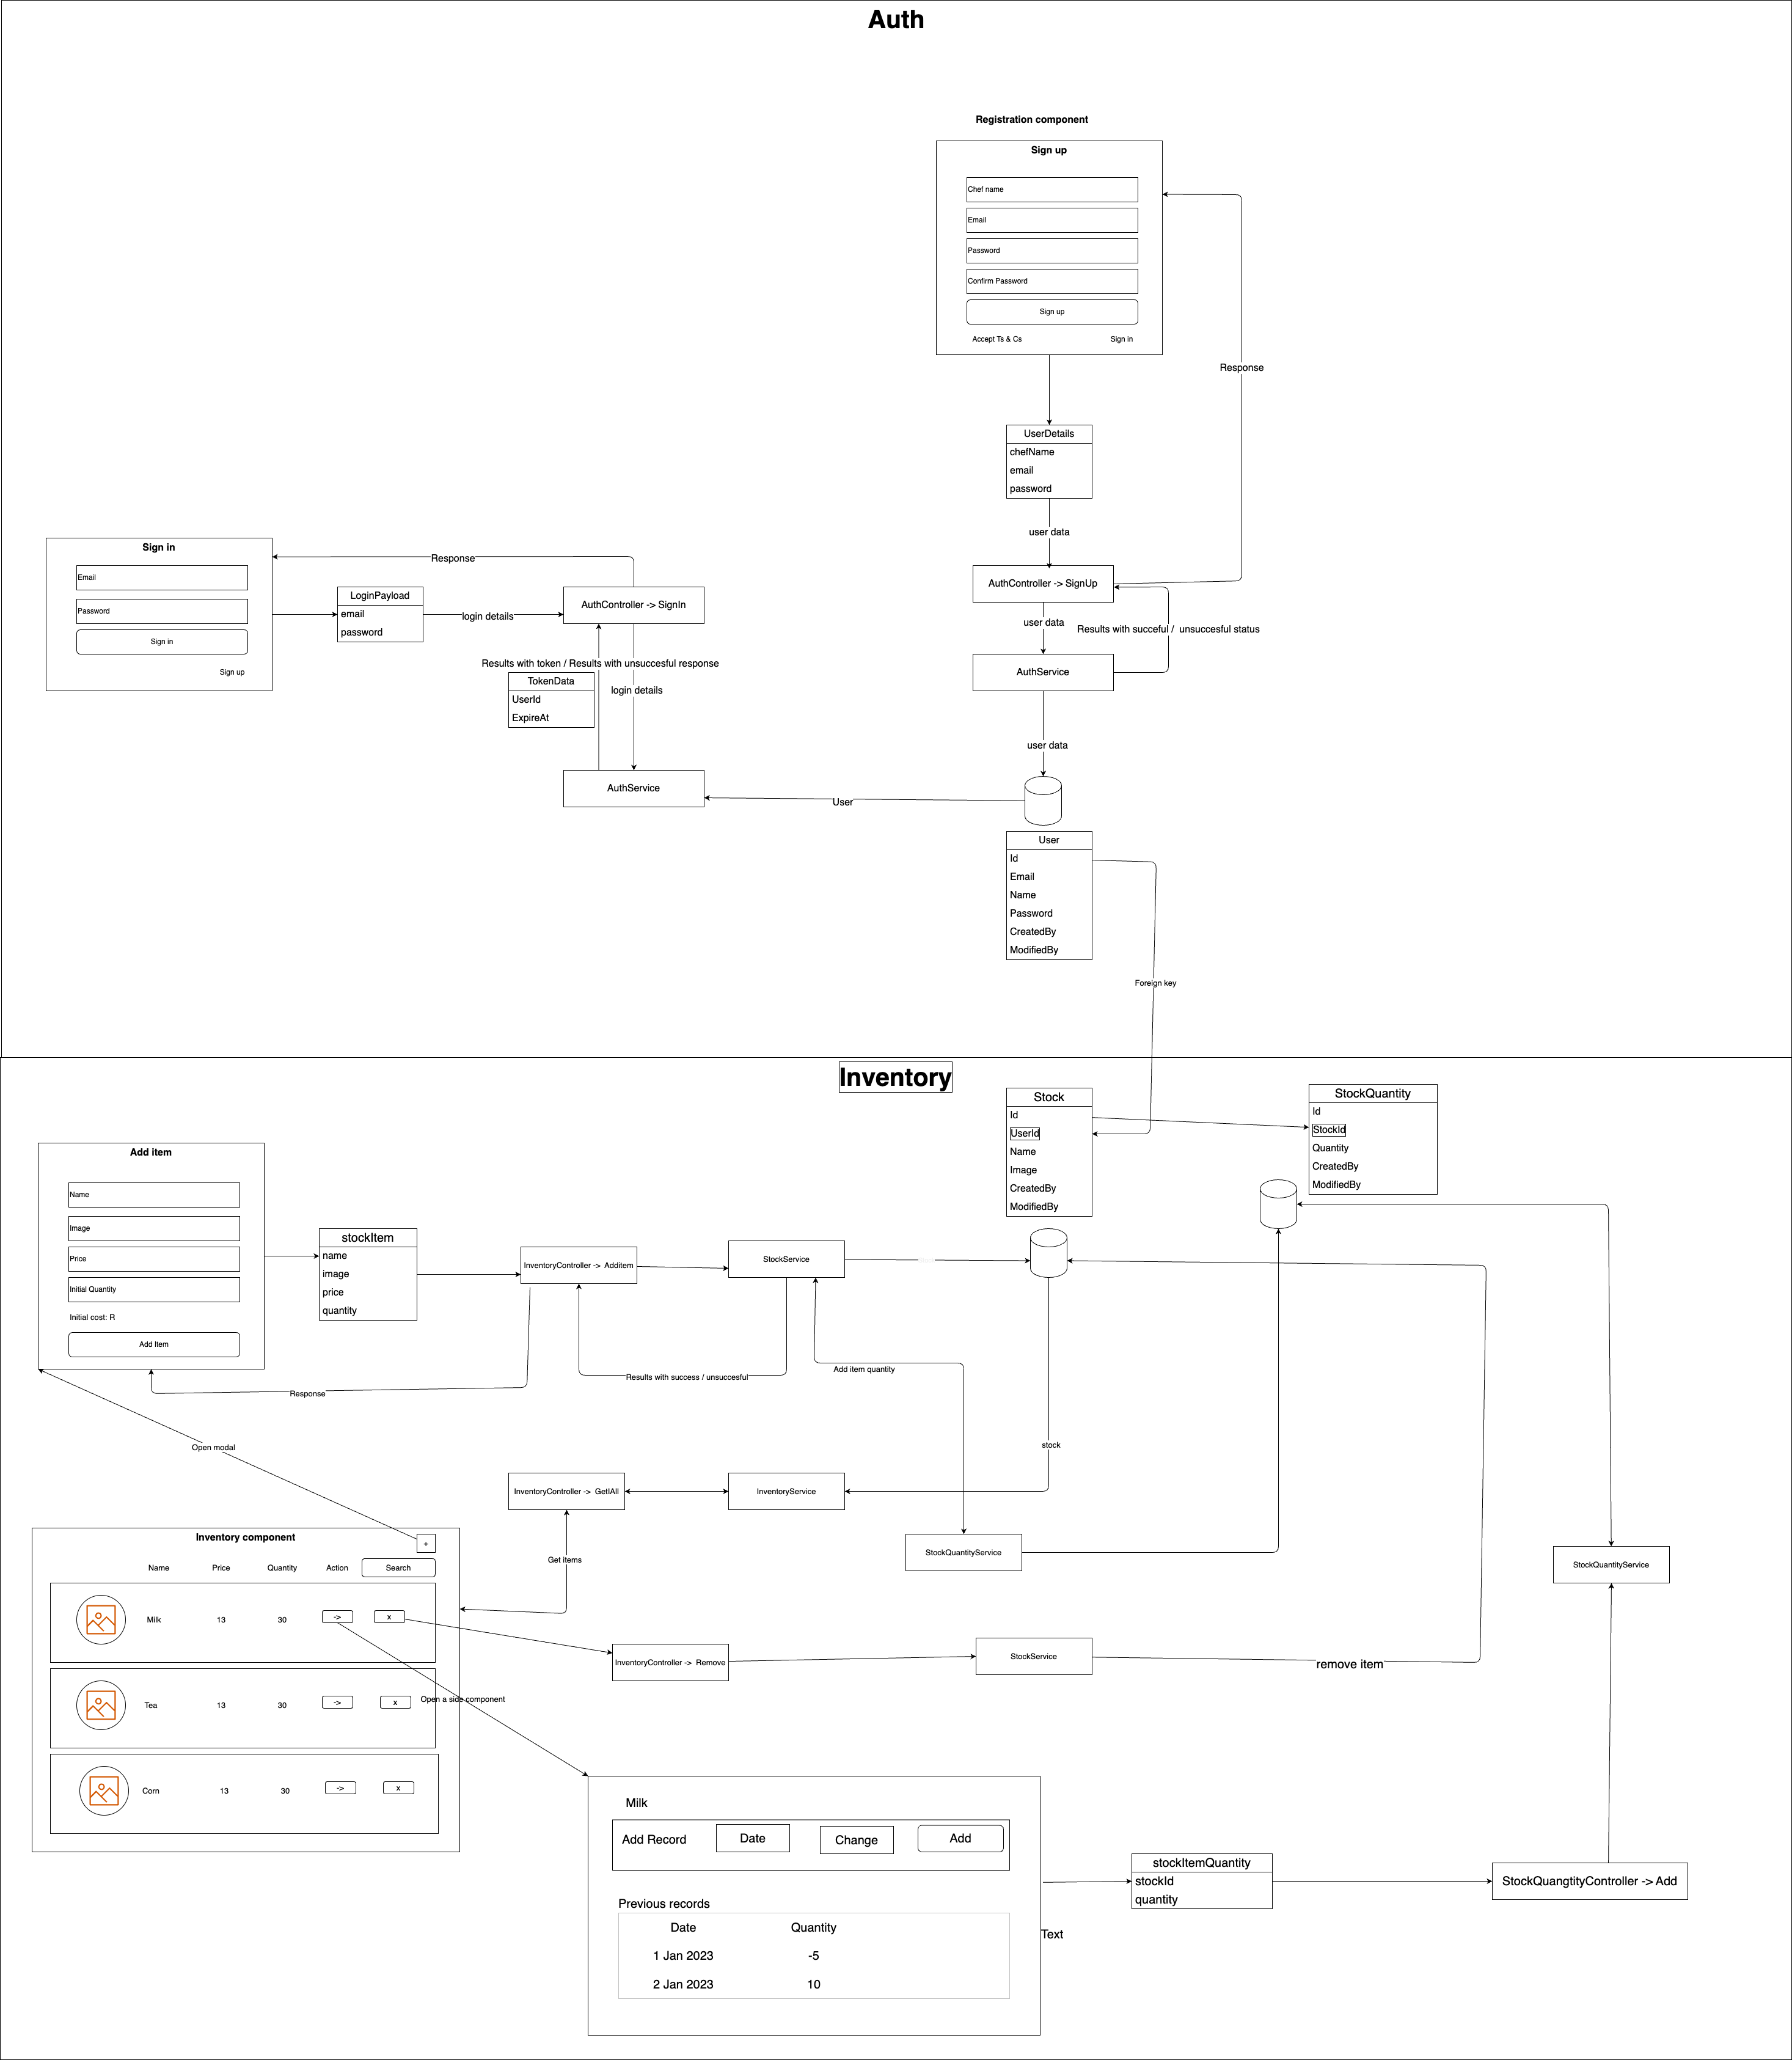 Auth
Registration component
Sign up
Chef name
Email
Password
Confirm Password
Sign up
Accept Ts & Cs
Sign in
Response
UserDetails
chefName
email
password
user data
AuthController -> SignUp
user data
Results with succeful / unsuccesful status
AuthService
user data
Sign in
Email
Password
Sign in
Sign up
Response
LoginPayload
email
password
login details
AuthController -> SignIn
Results with token / Results with unsuccesful response
TokenData
UserId
ExpireAt
login details
AuthService
User
User
Id
Email
Name
Password
CreatedBy
ModifiedBy
Foreign key
Inventory
Stock
Id
UserId
Name
Image
CreatedBy
ModifiedBy
StockQuantity
Id
StockId
Quantity
CreatedBy
ModifiedBy
Add item
Name
Image
Price
Initial Quantity
Initial cost: R
Add Item
stockItem
name
image
price
quantity
InventoryController -> Additem
StockService
Response
Results with success / unsuccesful
Add item quantity
Open modal
stock
InventoryController -> GetlAll
InventoryService
StockQuantityService
StockQuantityService
Get items
Inventory component
+
Name
Price
Quantity
Action
Search
Milk
13
30
->
x
Tea
13
30
->
x
Corn
13
30
->
x
InventoryController -> Remove
StockService
remove item
Open a side component
Milk
Add Record
Date
Change
Add
Previous records
Date
Quantity
1 Jan 2023
-5
2 Jan 2023
10
Text
stockItemQuantity
stockId
quantity
StockQuangtityController -> Add